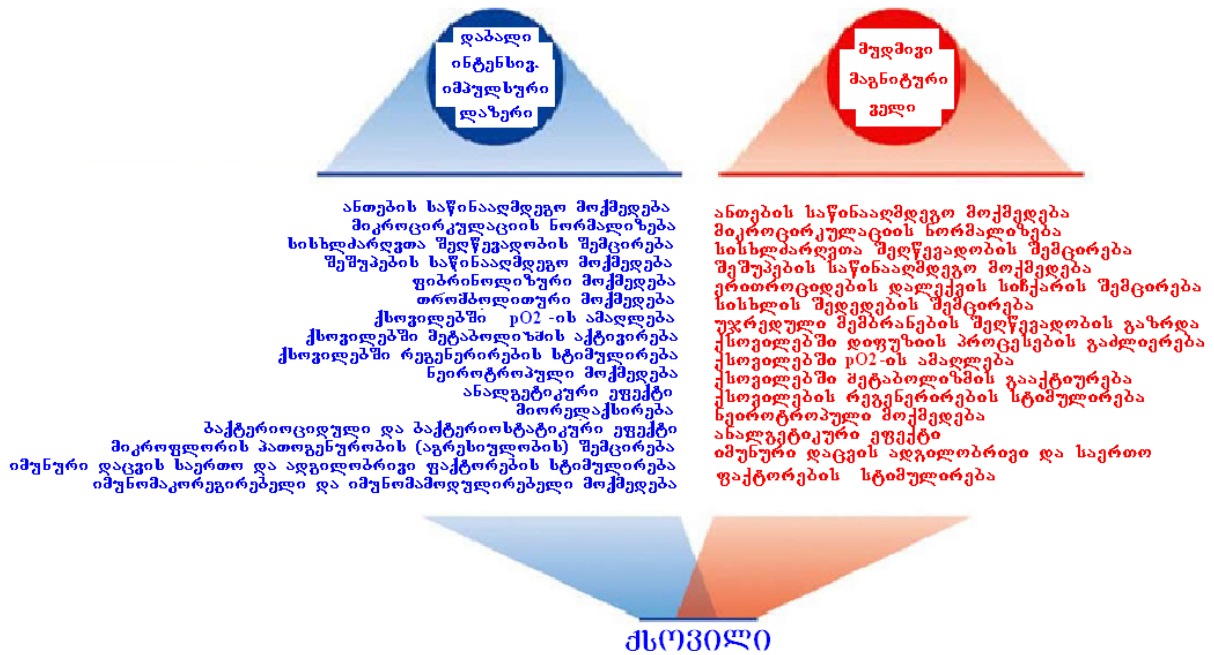 დაბალი
ინტენსივ.
იმპულსური
ლაზერი
მუდმივი
მაგნიტური
ველი
ანთების საწინააღმდეგო მოქმედება
მიკროცირკულაციის ნორმალიზება
სისხლძარღვთა შეღწევადობის შემცირება
შეშუპების საწინააღმდეგო მოქმედება
ფიბრინოლიზური მოქმედება
თრომბოლითური მოქმედება
ქსოვილებში pO2 -ის ამაღლება
ქსოვილებში მეტაბოლიზმის აქტივირება
ქსოვილებში რეგენერირების სტიმულირება
ნეიროტროპული მოქმედება
ანალგეტიკური ეფექტი
მიორელაქსირება
ბაქტერიოციდული და ბაქტერიოსტატიკური ეფექტი
მიკროფლორის პათოგენურობის (აგრესიულობის) შემცირება
იმუნური დაცვის საერთო და ადგილობრივი ფაქტორების სტიმულირება
იმუნომაკორეგირებელი და იმუნომამოდულირებელი მოქმედება
ანთების საწინააღმდეგო მოქმედება
მიკროცირკულაციის ნორმალიზება
სისხლძარღვთა შეღწევადობის შემცირება
შეშუპების საწინააღმდეგო მოქმედება
ერითროციდების დალექვის სიჩქარის შემცირება
სისხლის შედედების შემცირება
უჯრედული მემბრანების შეღწევადობის გაზრდა
ქსოვილებში დიფუზიის პროცესების გაძლიერება
ქსოვილებში pO2-ის ამაღლება
ქსოვილებში მეტაბოლიზმის გააქტიურება
ქსოვილების რეგენერირების სტიმულირება
ნეიროტროპული მოქმედება
ანალგეტიკური ეფექტი
იმუნური დაცვის ადგილობრივი და საერთო
ფაქტორების სტიმულირება
ქსოვილი